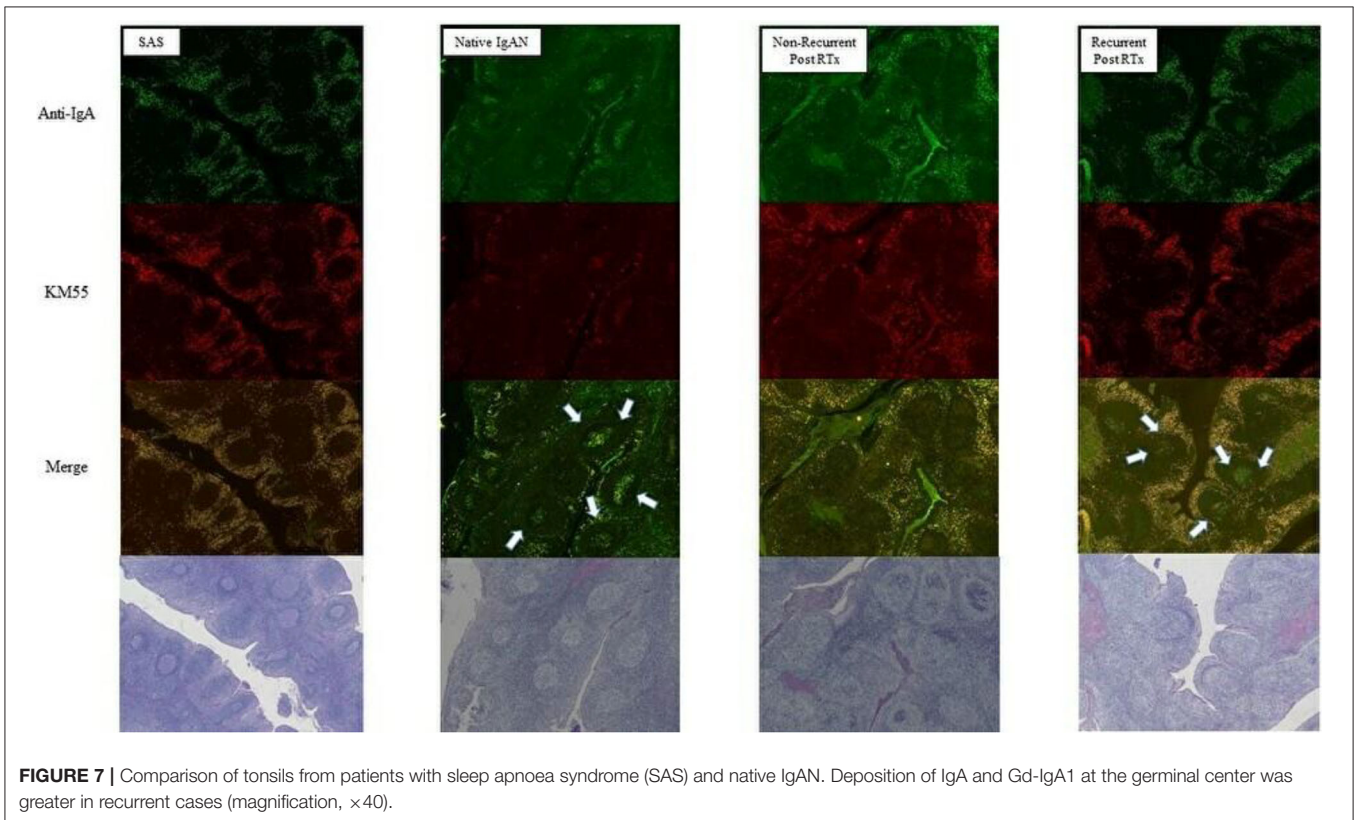 SAS
Native IgAN
Non-Recurrent
Post RTx
Recurrent
Post RTx
Anti-IgA
KM55
Merge
FIGURE 7 | Comparison of tonsils from patients with sleep apnoea syndrome (SAS) and native IgAN. Deposition of IgA and Gd-IgA1 at the germinal center was
greater in recurrent cases (magnification, ×40).